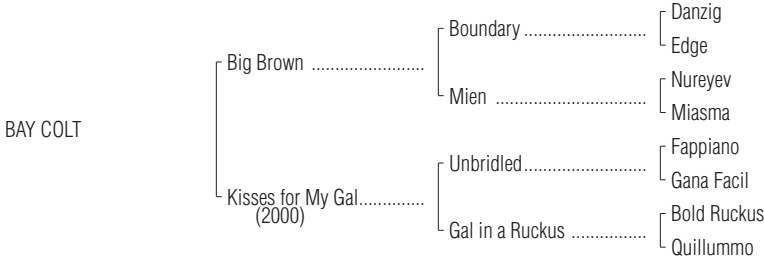 Danzig
Boundary ..........................
Edge
Big Brown ........................
Nureyev
Mien ................................
Miasma
BAY COLT
Fappiano
Unbridled..........................
Gana Facil
Kisses for My Gal..............
(2000)
Bold Ruckus
Gal in a Ruckus ................
Quillummo